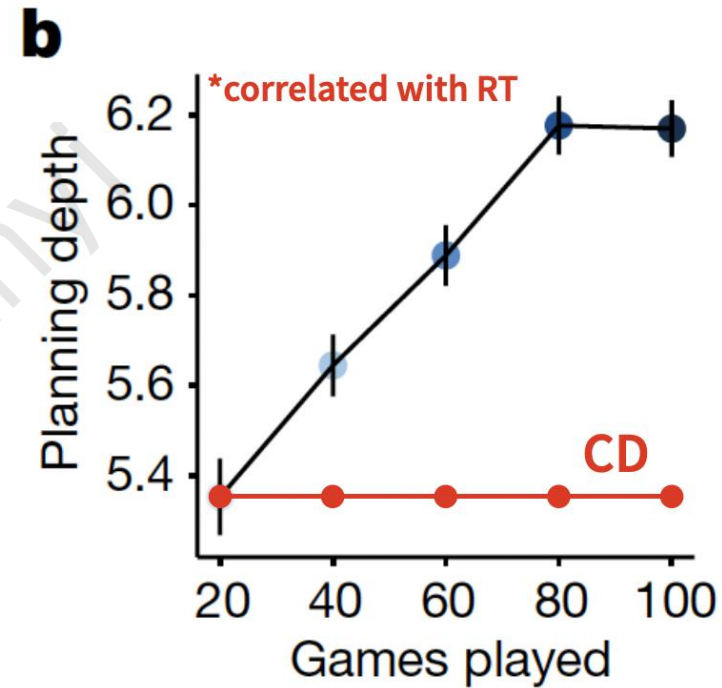 b
*correlated with RT
Planning depth
6.2
6.0
5.8
5.6
5.4
CD
20 40 60 80 100
Games played